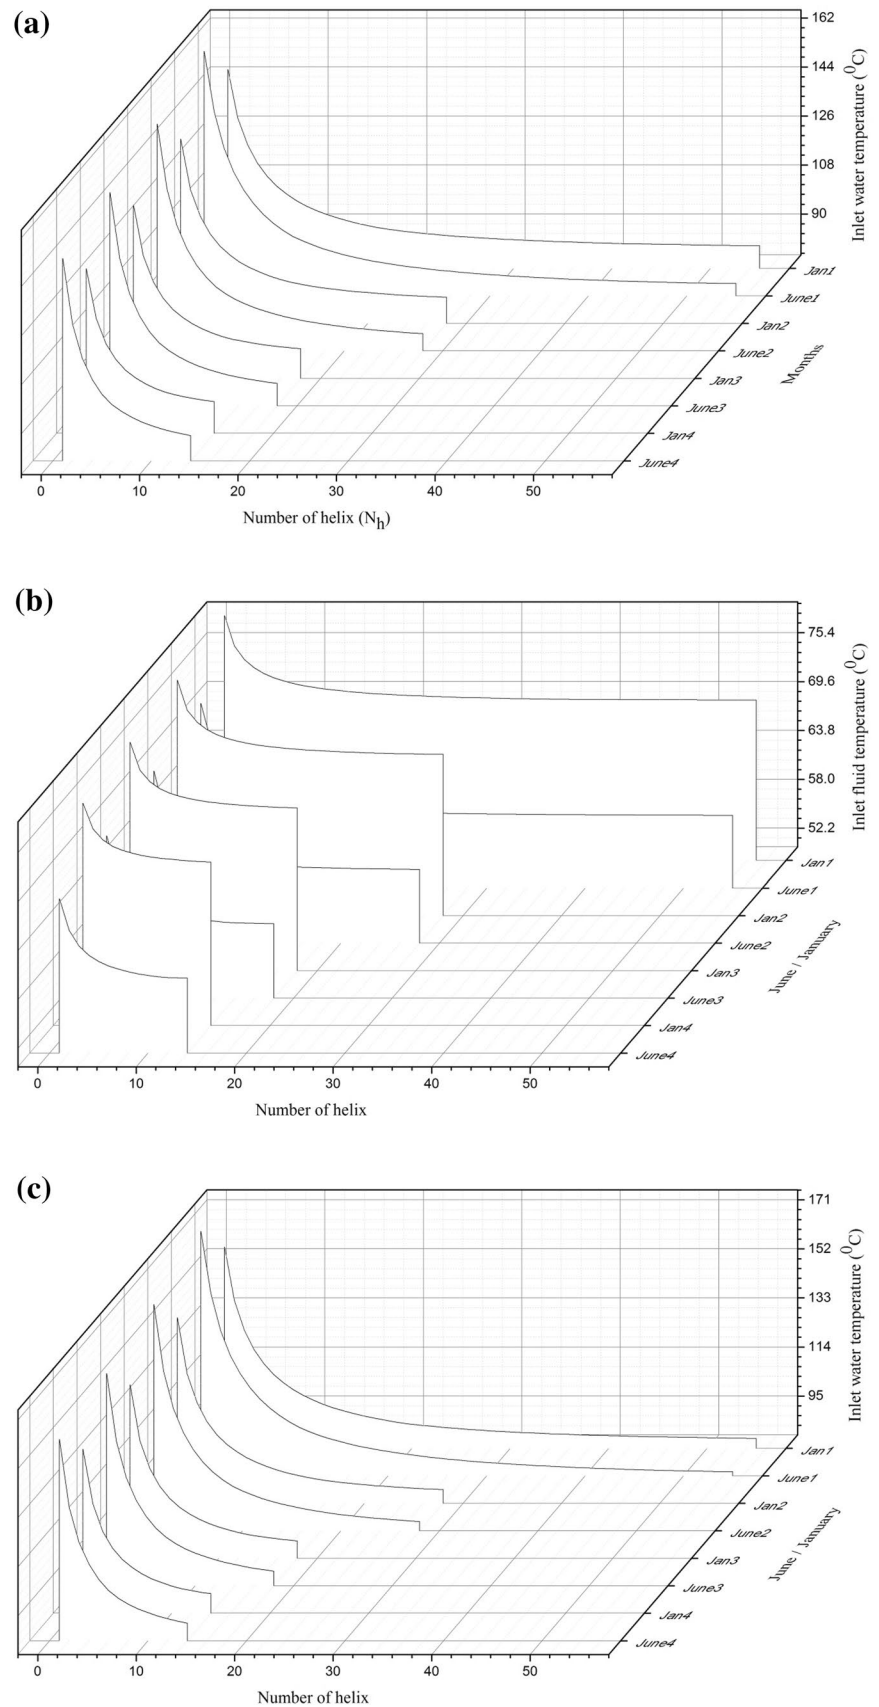 (a)
162
144
126
108
90
Inlet water temperature (⁰C)
Jan1
June1
Jan2
June2
Jan3
June3
Jan4
June4
Months
0 10 20 30 40 50
Number of helix (Nₕ)
(b)
75.4
69.6
63.8
58.0
52.2
Inlet fluid temperature (⁰C)
Jan1
June1
Jan2
June2
Jan3
June3
Jan4
June4
June / January
0 10 20 30 40 50
Number of helix
(c)
171
152
133
114
95
Inlet water temperature (⁰C)
Jan1
June1
Jan2
June2
Jan3
June3
Jan4
June4
June / January
0 10 20 30 40 50
Number of helix